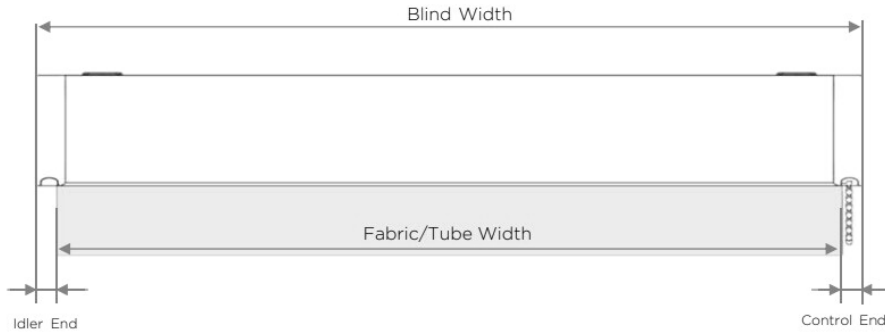 Blind Width
Fabric/Tube Width
Idler End
Control End